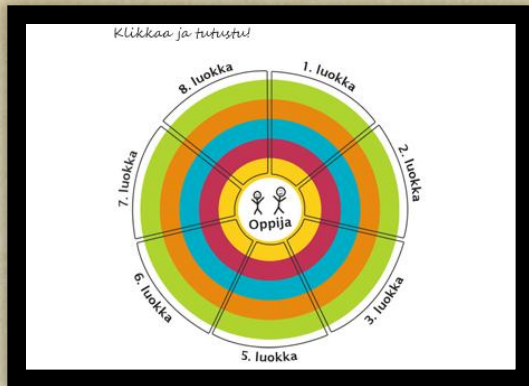 Klikkaa ja tutustu!
1. luokka
2. luokka
3. luokka
5. luokka
6. luokka
7. luokka
8. luokka
Oppija